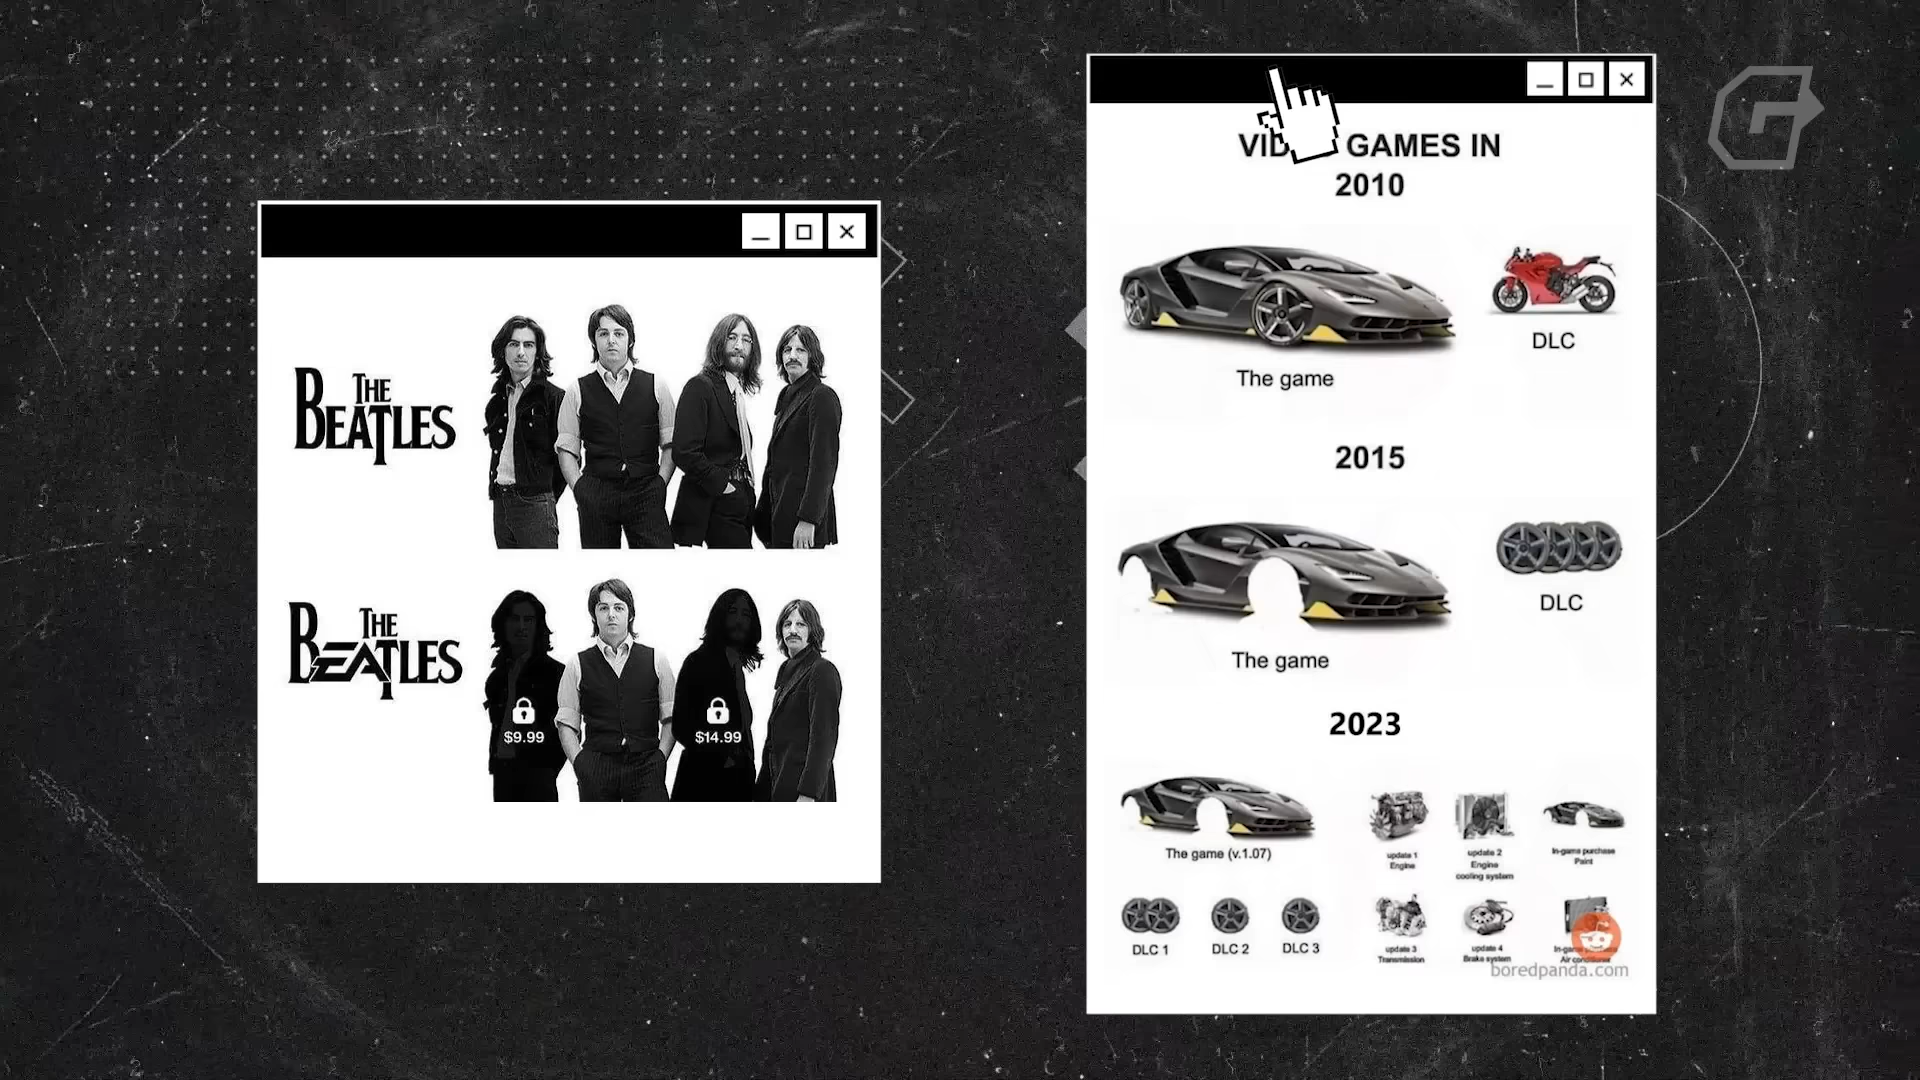 THE
BEATLES
THE
BEATLES
$9.99
$14.99
GAMES IN
2010
The game
DLC
2015
The game
DLC
2023
The game (v.1.07)
update 1
Engine
update 2
Engine
cooling system
In-game purchase
Paint
DLC 1
DLC 2
DLC 3
update 3
Transmission
update 4
Brake system
Air conditioner
boredpanda.com